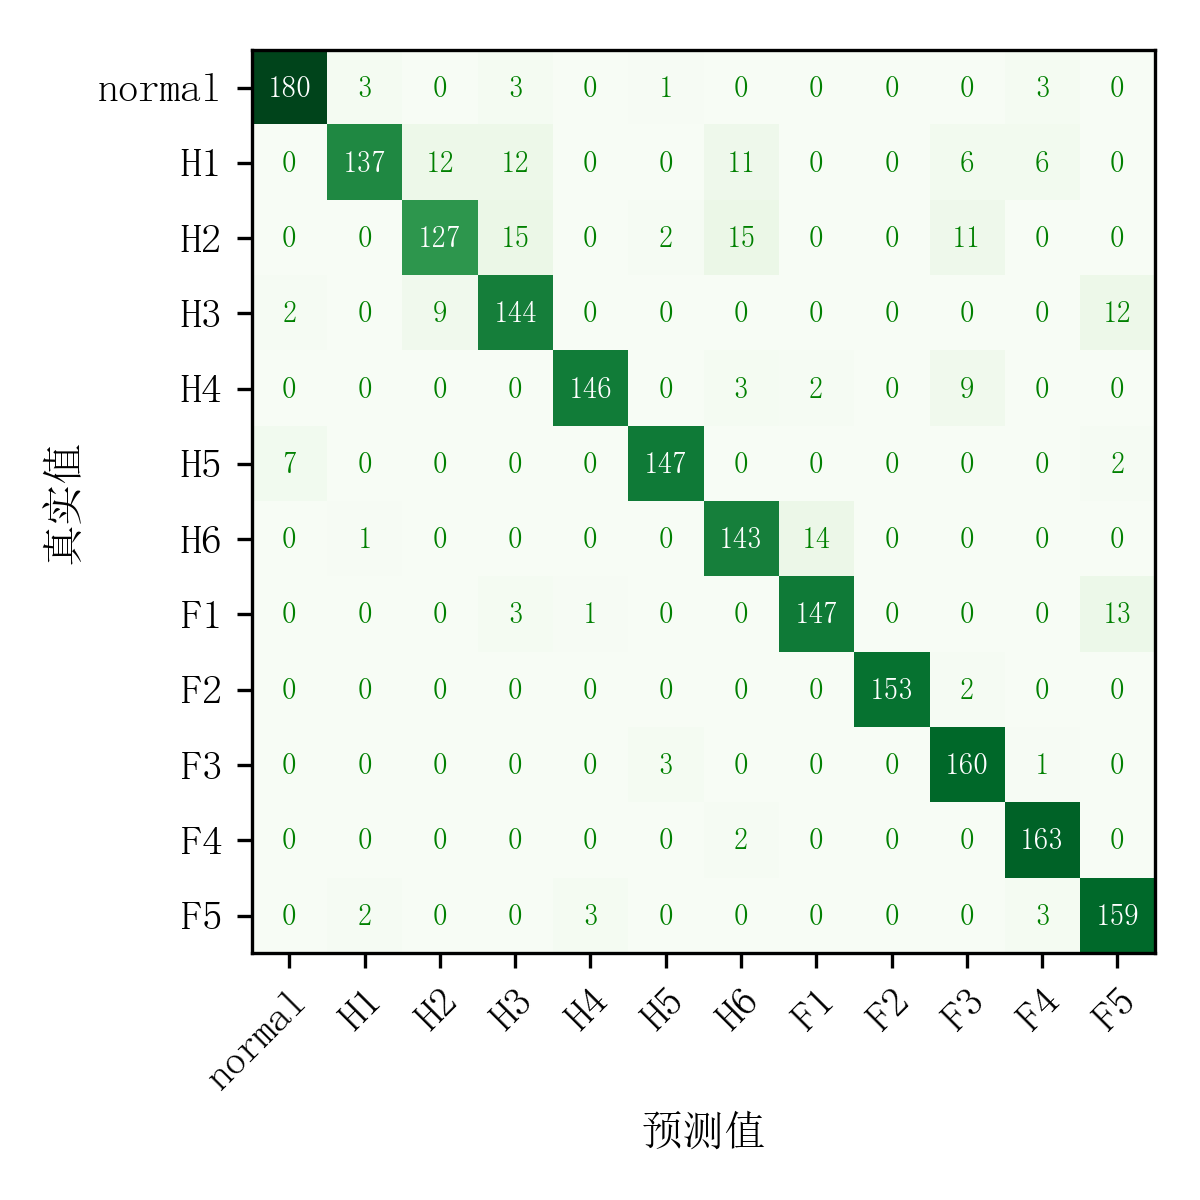 normal 180 3 0 3 0 1 0 0 0 0 3 0
H1 0 137 12 12 0 0 11 0 0 6 6 0
H2 0 0 127 15 0 2 15 0 0 11 0 0
H3 2 0 9 144 0 0 0 0 0 0 0 12
H4 0 0 0 0 146 0 3 2 0 9 0 0
H5 7 0 0 0 0 147 0 0 0 0 0 2
H6 0 1 0 0 0 0 143 14 0 0 0 0
F1 0 0 0 3 1 0 0 147 0 0 0 13
F2 0 0 0 0 0 0 0 0 153 2 0 0
F3 0 0 0 0 0 3 0 0 0 160 1 0
F4 0 0 0 0 0 0 2 0 0 0 163 0
F5 0 2 0 0 3 0 0 0 0 0 3 159
真实值
normal H1 H2 H3 H4 H5 H6 F1 F2 F3 F4 F5
预测值